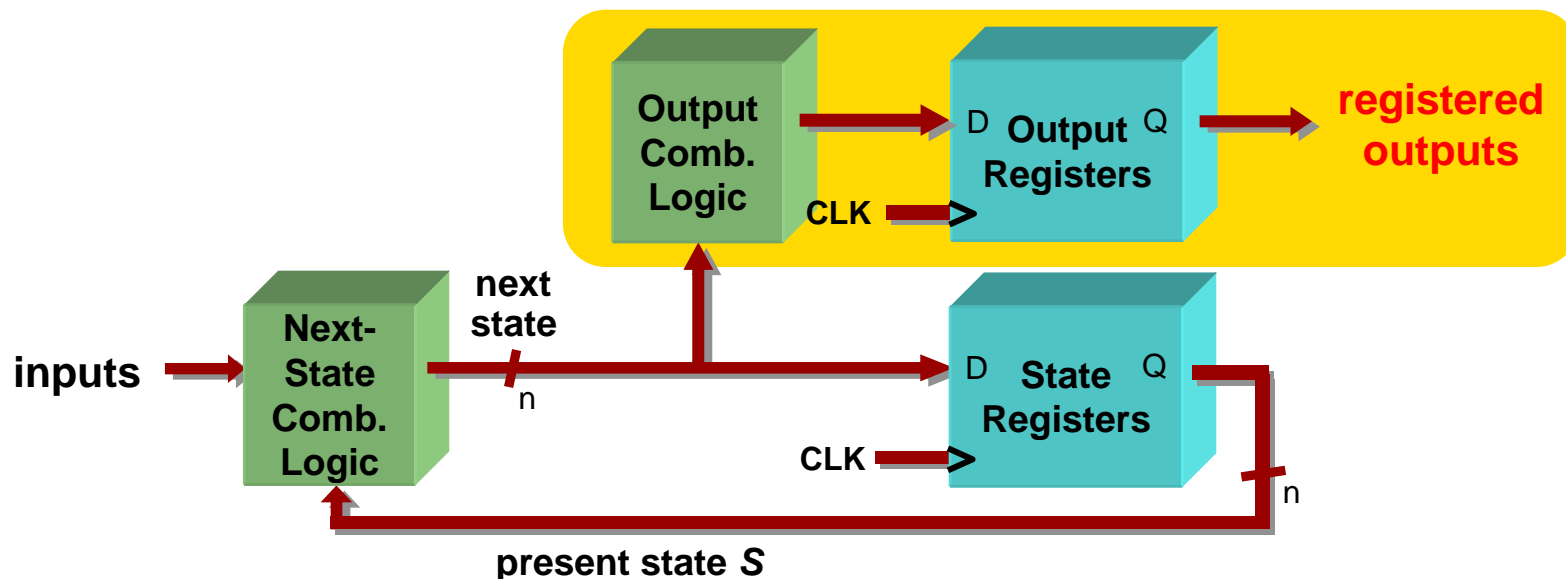 Output
Comb.
Logic
D
Output
Registers
Q
CLK
registered
outputs
inputs
Next-
State
Comb.
Logic
next
state
n
D
State
Registers
Q
CLK
n
present state S